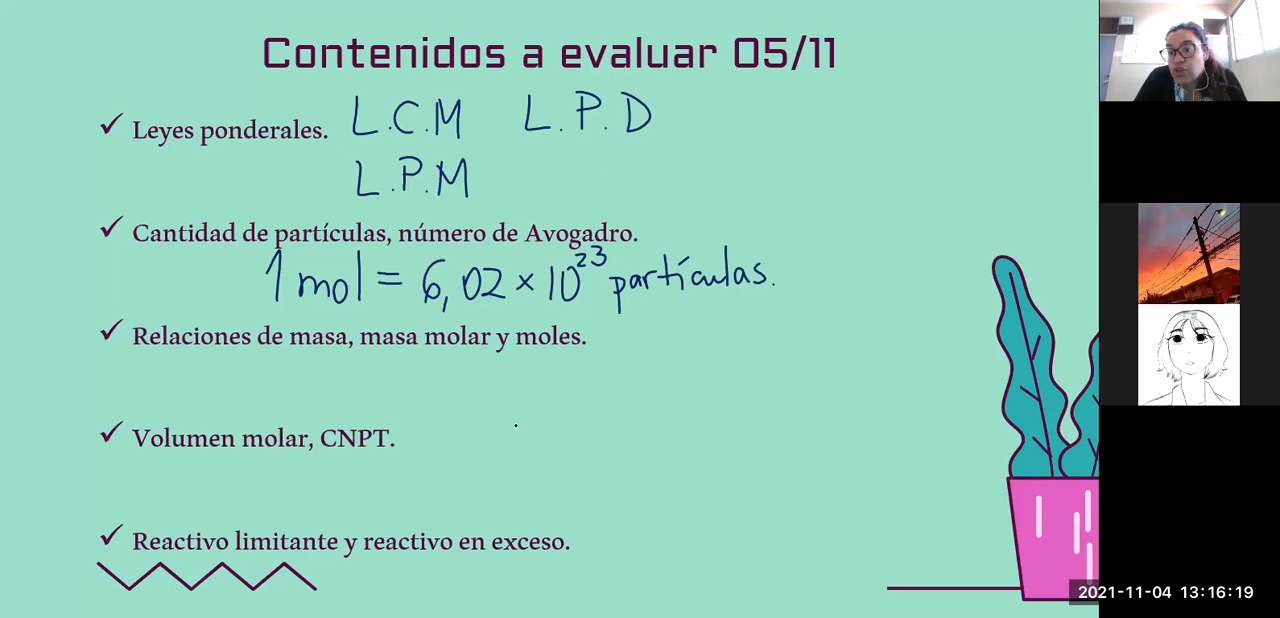 Contenidos a evaluar 05/11
✓ Leyes ponderales. L.C.M L.P.D
L.P.M
✓ Cantidad de partículas, número de Avogadro.
1 mol = 6,02 × 10²³ partículas.
✓ Relaciones de masa, masa molar y moles.
✓ Volumen molar, CNPT.
✓ Reactivo limitante y reactivo en exceso.
2021-11-04 13:16:19